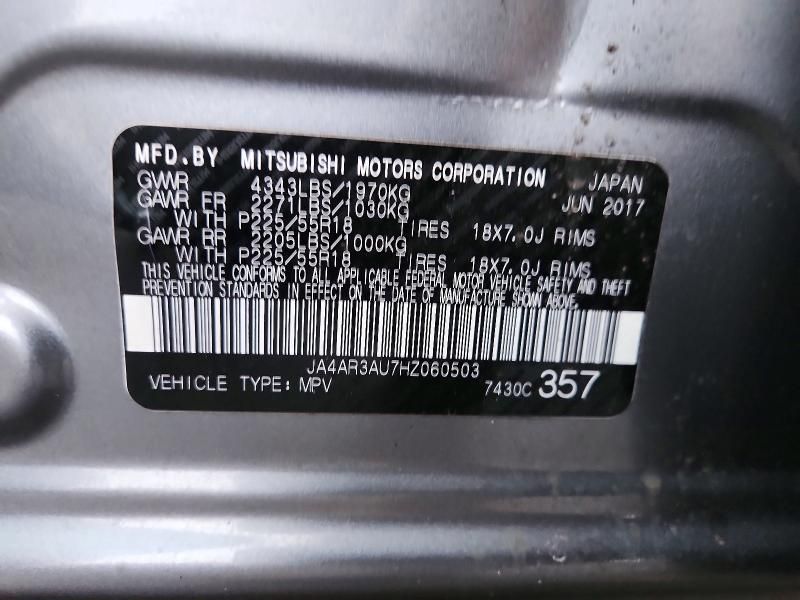 MFD.BY MITSUBISHI MOTORS CORPORATION JAPAN
GVWR 4343LBS/1970KG JUN 2017
GAWR FR 2271LBS/1030KG
WITH P225/55R18 TIRES 18X7.0J RIMS
GAWR RR 2205LBS/1000KG
WITH P225/55R18 TIRES 18X7.0J RIMS
THIS VEHICLE CONFORMS TO ALL APPLICABLE FEDERAL MOTOR VEHICLE SAFETY AND THEFT
PREVENTION STANDARDS IN EFFECT ON THE DATE OF MANUFACTURE SHOWN ABOVE.
JA4AR3AU7HZ060503
VEHICLE TYPE: MPV 7430C 357